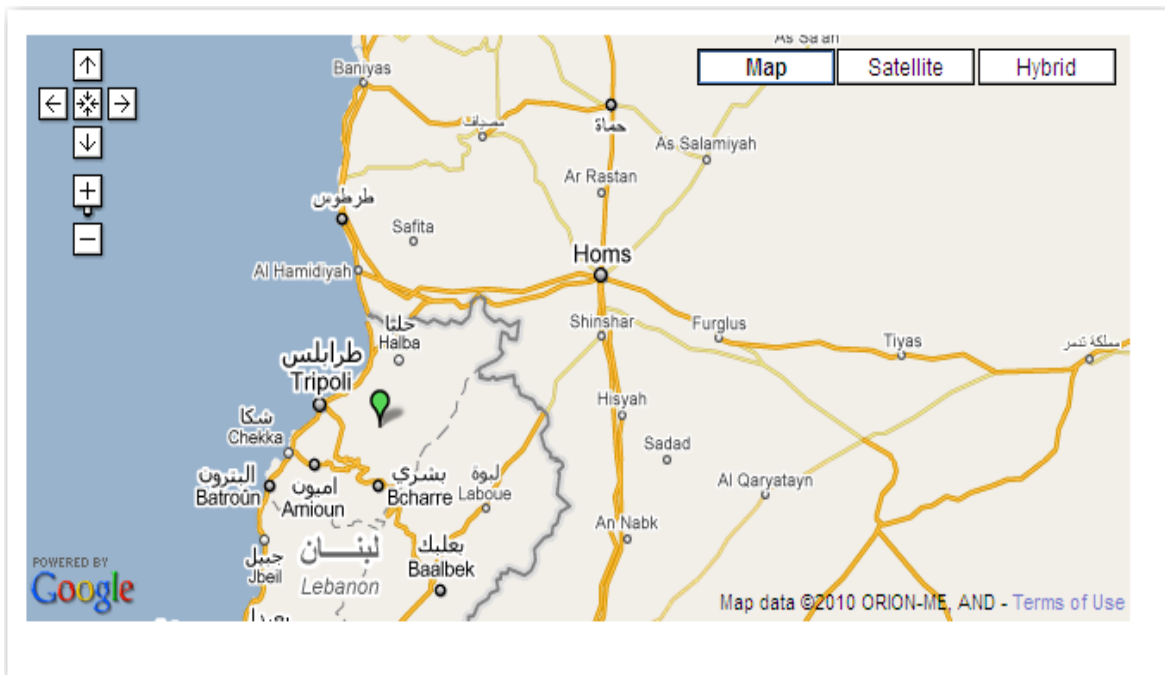 As Sa'an
Map
Satellite
Hybrid
Baniyas
مصياف
حماة
As Salamiyah
Ar Rastan
طرطوس
Safita
Homs
Al Hamidiyah
حلبا
Halba
Shinshar
Furglus
Tiyas
مملكة تدمر
طرابلس
Tripoli
Hisyah
شكا
Chekka
Sadad
البترون
Batroûn
اميون
Amioun
بشري
Bcharre
لبوة
Laboue
Al Qaryatayn
An Nabk
جبيل
Jbeil
لبنان
Lebanon
بعلبك
Baalbek
POWERED BY
Google
Map data ©2010 ORION-ME, AND - Terms of Use